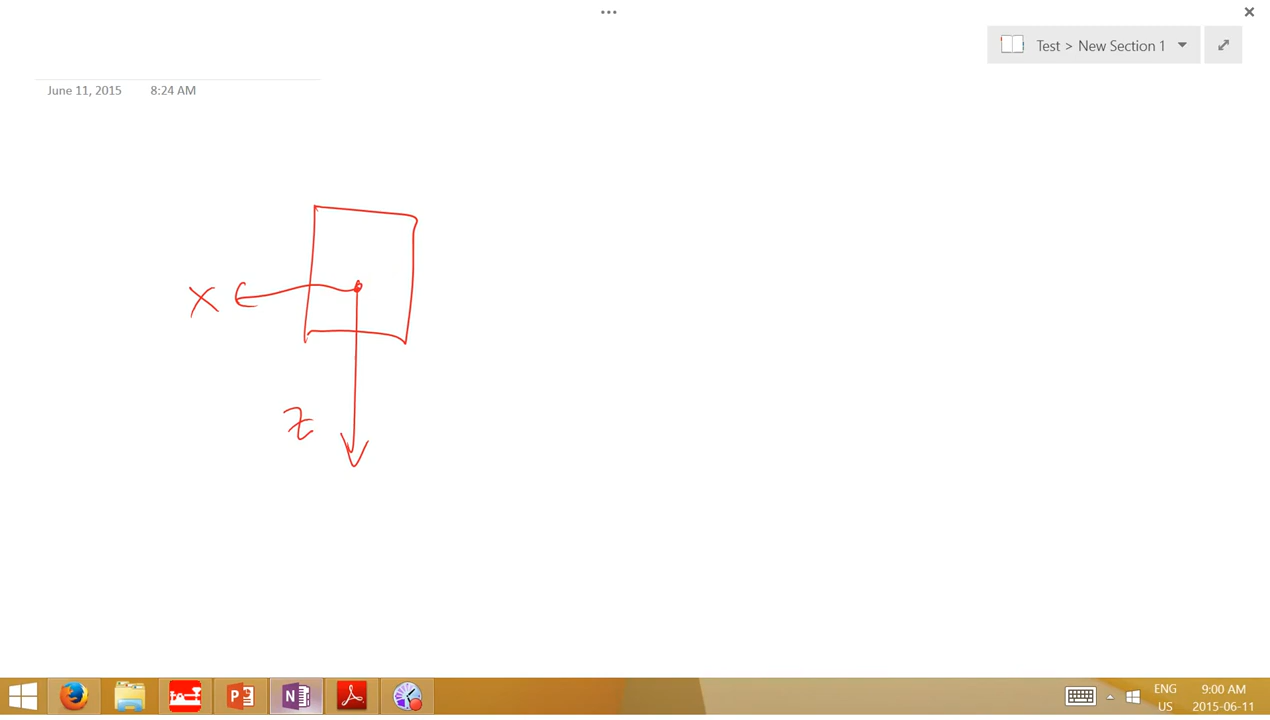 Test > New Section 1
June 11, 2015 8:24 AM
X
Z
ENG 9:00 AM
US 2015-06-11